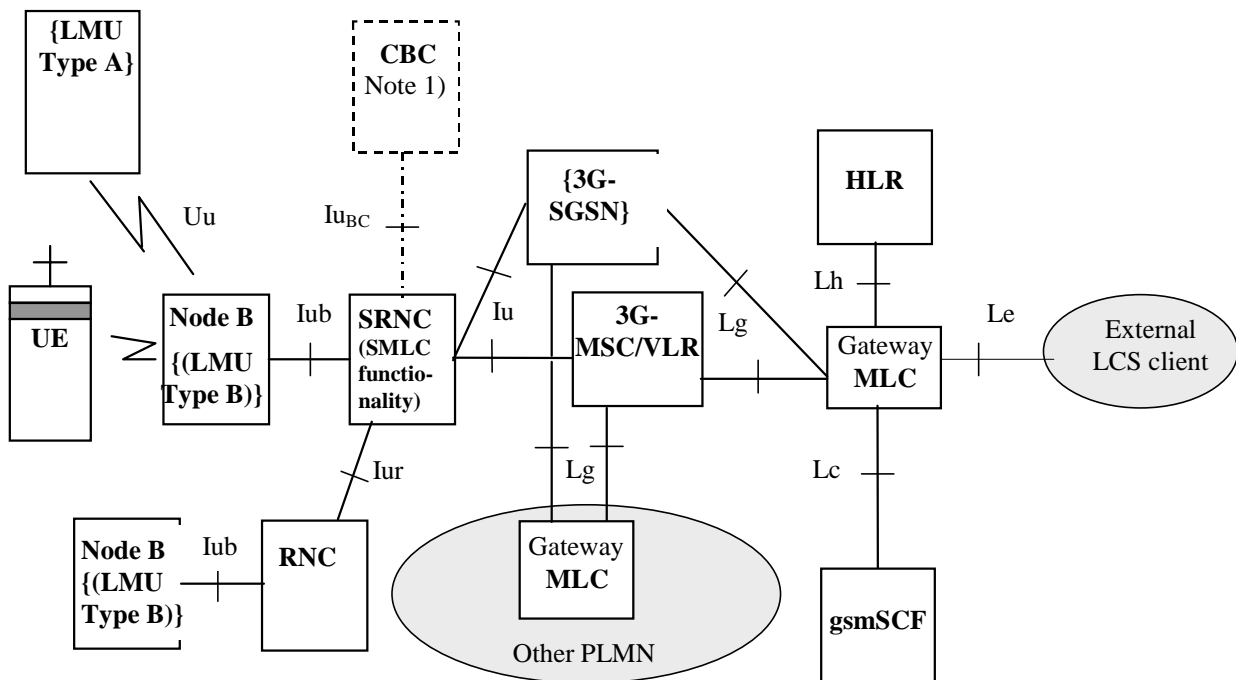 {LMU
Type A}
CBC
Note 1)
{3G-
SGSN}
HLR
Uu
Iu_BC
Lh
UE
Node B
{(LMU
Type B)}
Iub
SRNC
(SMLC
functio-
nality)
Iu
3G-
MSC/VLR
Lg
Gateway
MLC
Le
External
LCS client
Iur
Lg
Lc
Node B
{(LMU
Type B)}
Iub
RNC
Gateway
MLC
Other PLMN
gsmSCF